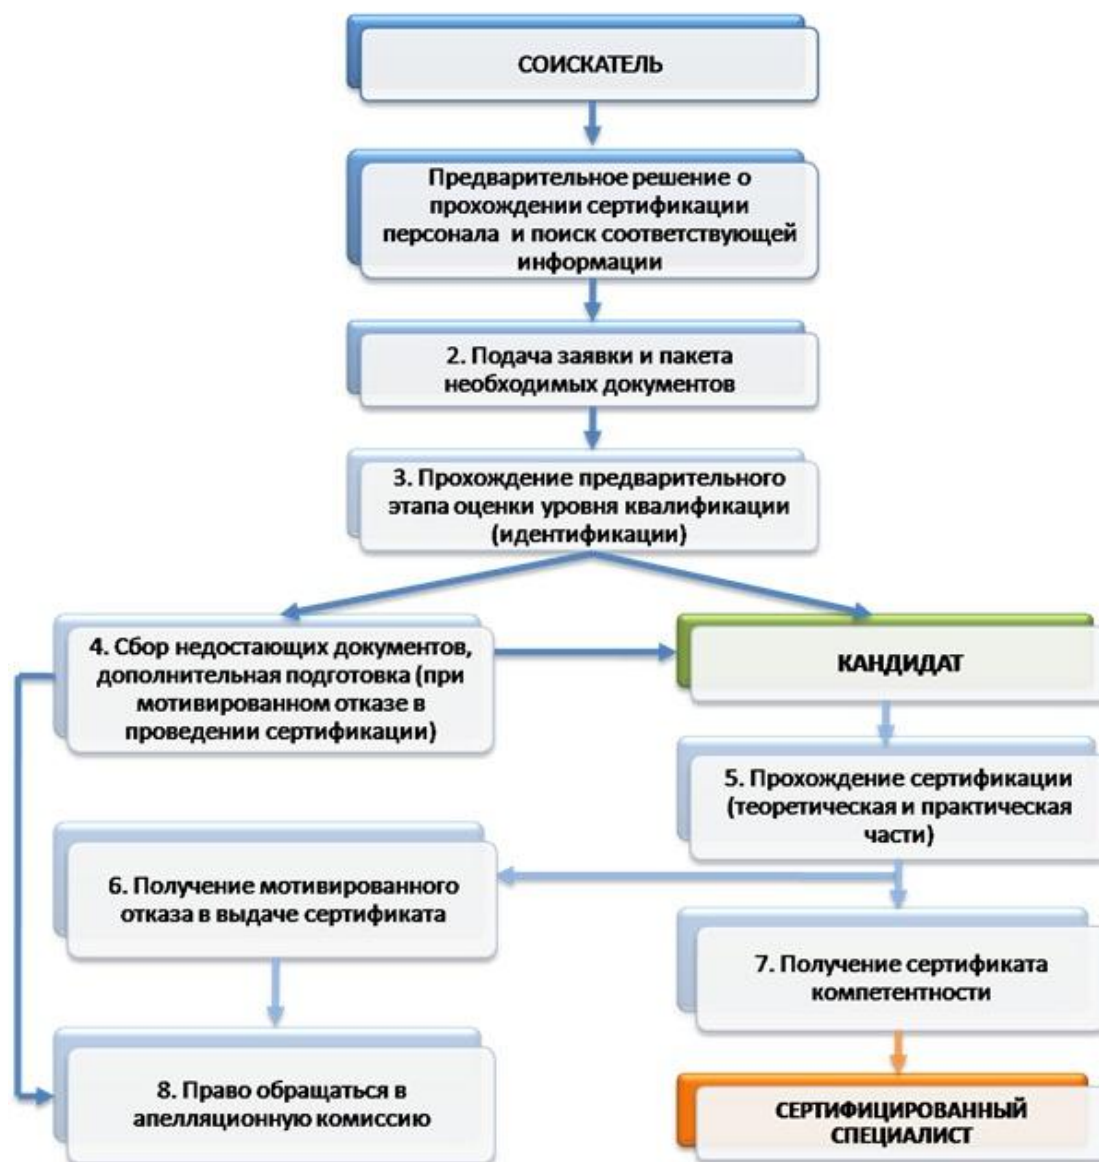 СОИСКАТЕЛЬ
Предварительное решение о
прохождении сертификации
персонала и поиск соответствующей
информации
2. Подача заявки и пакета
необходимых документов
3. Прохождение предварительного
этапа оценки уровня квалификации
(идентификации)
4. Сбор недостающих документов,
дополнительная подготовка (при
мотивированном отказе в
проведении сертификации)
КАНДИДАТ
5. Прохождение сертификации
(теоретическая и практическая
части)
6. Получение мотивированного
отказа в выдаче сертификата
7. Получение сертификата
компетентности
8. Право обращаться в
апелляционную комиссию
СЕРТИФИЦИРОВАННЫЙ
СПЕЦИАЛИСТ